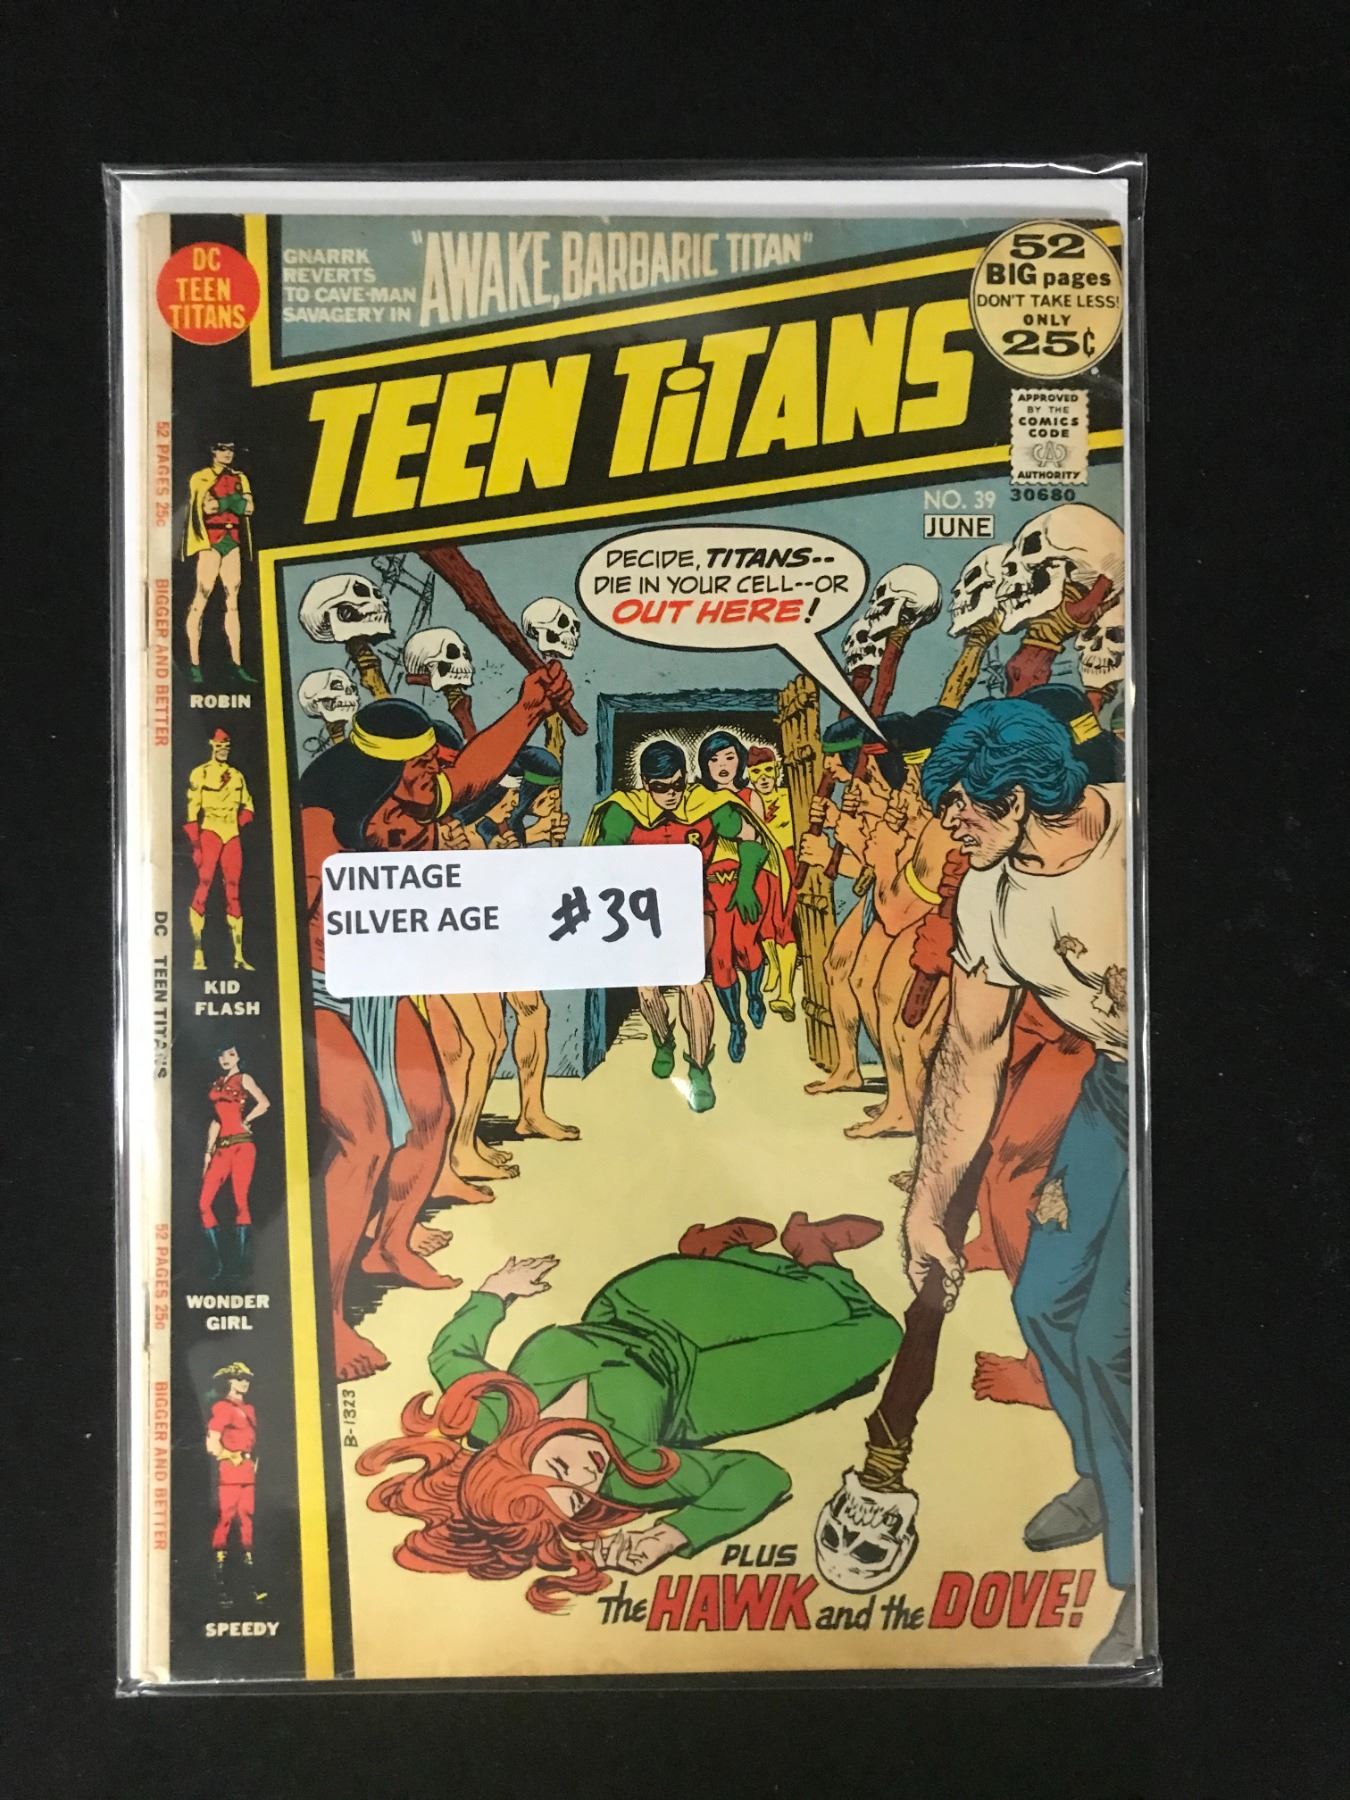 DC
TEEN
TITANS
GNARRK
REVERTS
TO CAVE-MAN
SAVAGERY IN
"AWAKE, BARBARIC TITAN"
52
BIG pages
DON'T TAKE LESS!
ONLY
25¢
TEEN TITANS
APPROVED
BY THE
COMICS
CODE
CA
AUTHORITY
30680
NO. 39
JUNE
DECIDE, TITANS--
DIE IN YOUR CELL--OR
OUT HERE!
52 PAGES 25c
BIGGER AND BETTER
DC TEEN TITANS
52 PAGES 25c
BIGGER AND BETTER
ROBIN
KID
FLASH
WONDER
GIRL
SPEEDY
R
W
VINTAGE
SILVER AGE
#39
B-1323
PLUS
The HAWK and the DOVE!